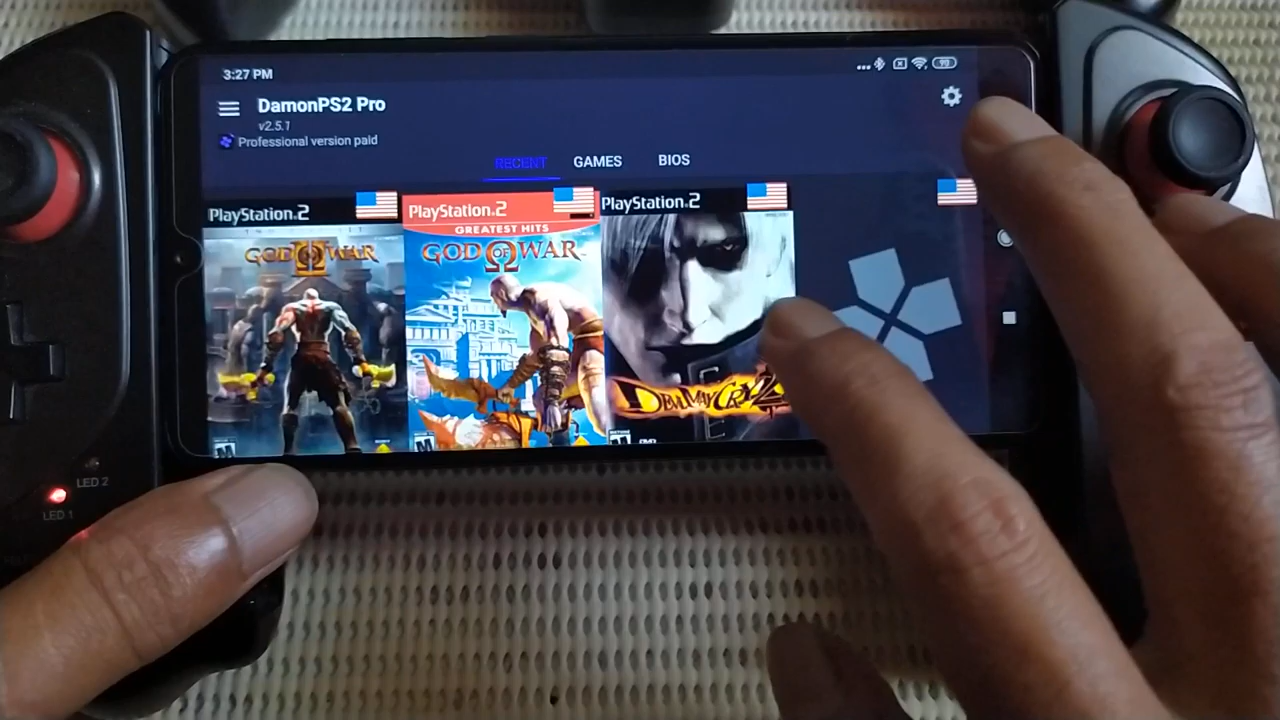 3:27 PM
90
DamonPS2 Pro
v2.5.1
Professional version paid
RECENT GAMES BIOS
PlayStation 2
GOD OF WAR
M
PlayStation 2
GREATEST HITS
GOD OF WAR
M
PlayStation 2
DEVIL MAY CRY 2
M
LED 2
LED 1